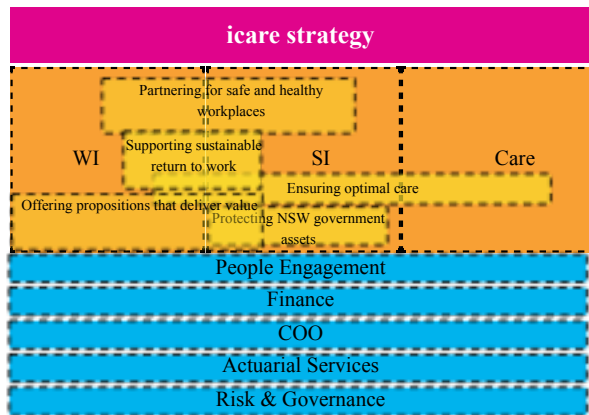 icare strategy
Partnering for safe and healthy
workplaces
WI
Supporting sustainable
return to work
SI
Care
Ensuring optimal care
Offering propositions that deliver value
Protecting NSW government
assets
People Engagement
Finance
COO
Actuarial Services
Risk & Governance